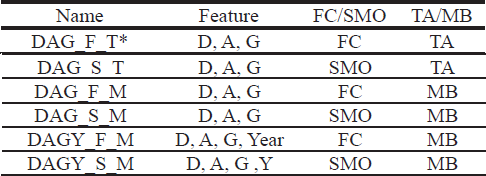 Name Feature FC/SMO TA/MB
DAG_F_T* D, A, G FC TA
DAG_S_T D, A, G SMO TA
DAG_F_M D, A, G FC MB
DAG_S_M D, A, G SMO MB
DAGY_F_M D, A, G, Year FC MB
DAGY_S_M D, A, G ,Y SMO MB